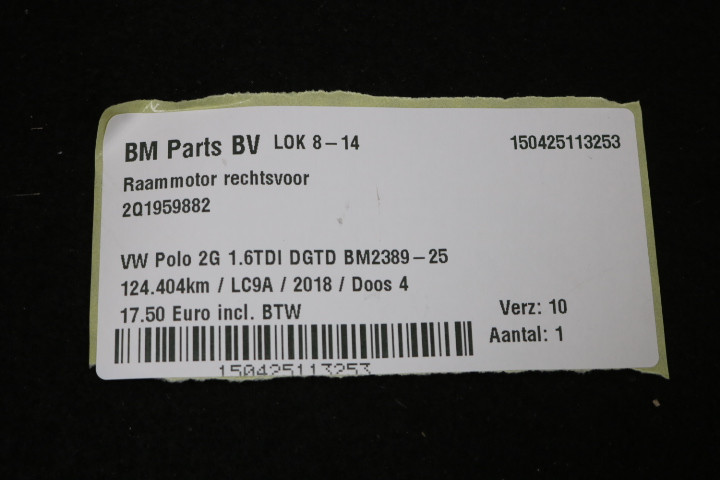 BM Parts BV LOK 8-14 150425113253
Raammotor rechtsvoor
2Q1959882
VW Polo 2G 1.6TDI DGTD BM2389-25
124.404km / LC9A / 2018 / Doos 4
17.50 Euro incl. BTW Verz: 10
Aantal: 1
150425113253